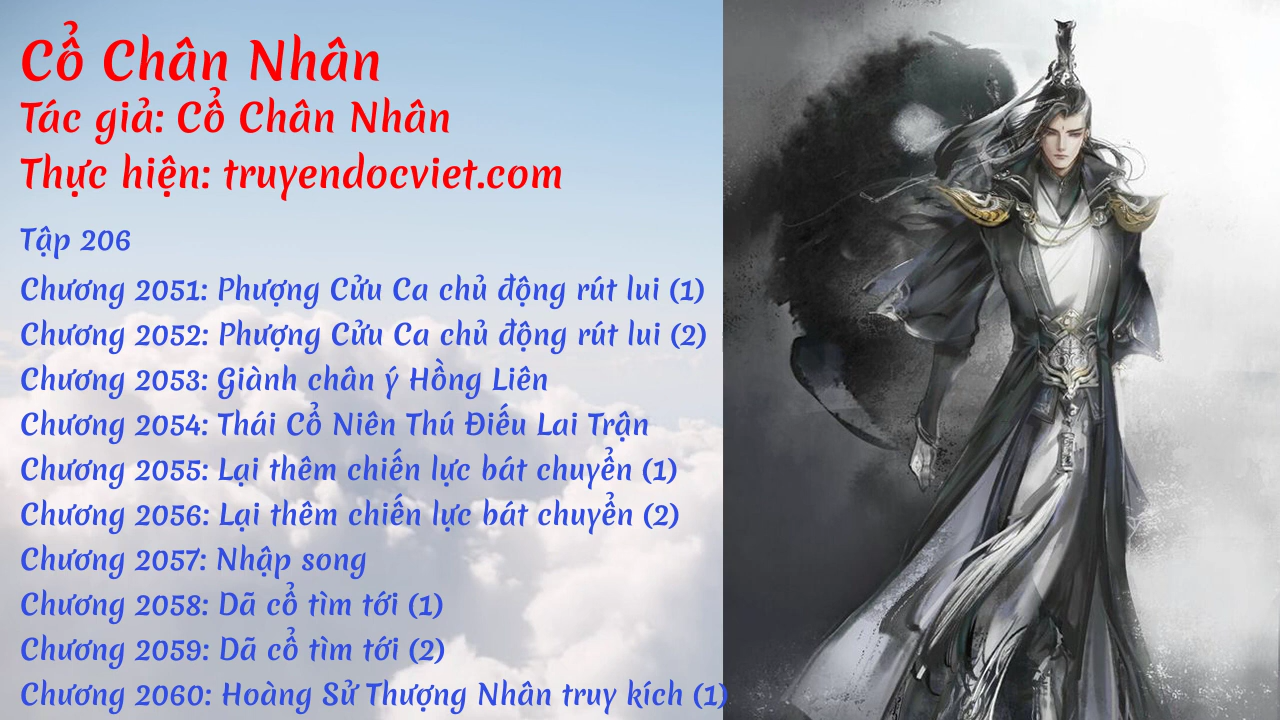 Cổ Chân Nhân
Tác giả: Cổ Chân Nhân
Thực hiện: truyendocviet.com
Tập 206
Chương 2051: Phượng Cửu Ca chủ động rút lui (1)
Chương 2052: Phượng Cửu Ca chủ động rút lui (2)
Chương 2053: Giành chân ý Hồng Liên
Chương 2054: Thái Cổ Niên Thú Điếu Lai Trận
Chương 2055: Lại thêm chiến lực bát chuyển (1)
Chương 2056: Lại thêm chiến lực bát chuyển (2)
Chương 2057: Nhập song
Chương 2058: Dã cổ tìm tới (1)
Chương 2059: Dã cổ tìm tới (2)
Chương 2060: Hoàng Sử Thượng Nhân truy kích (1)